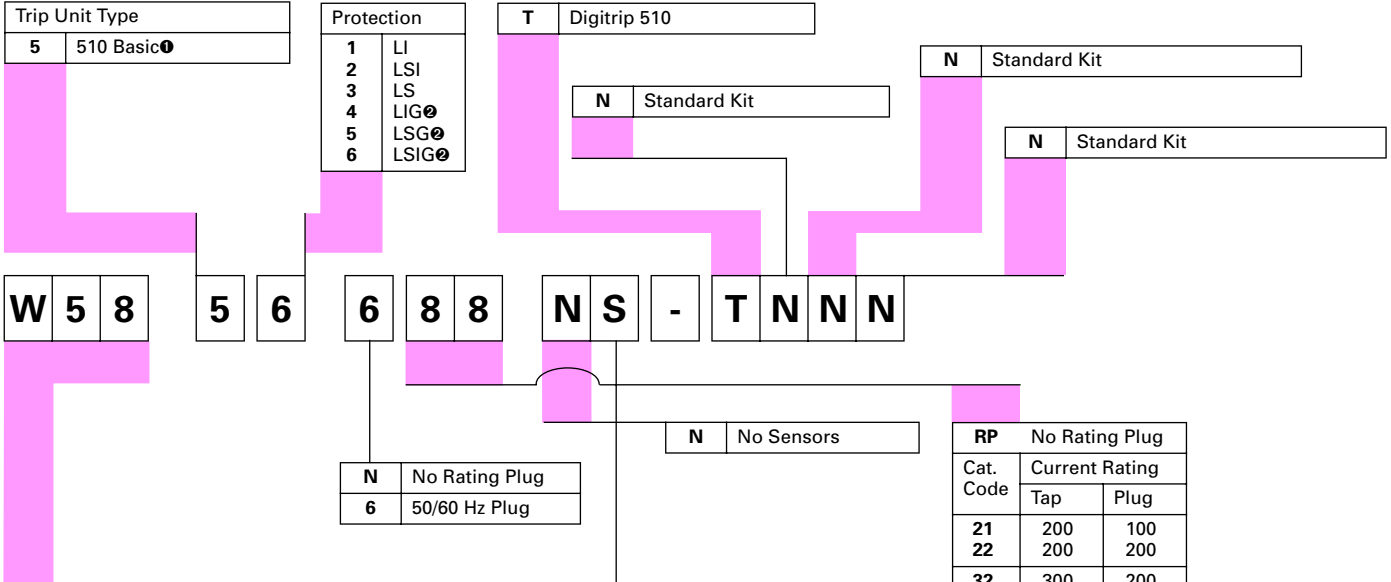 Trip Unit Type
5 510 Basic❶
Protection
1 LI
2 LSI
3 LS
4 LIG❷
5 LSG❷
6 LSIG❷
T Digitrip 510
N Standard Kit
N Standard Kit
N Standard Kit
W 5 8 5 6 6 8 8 N S - T N N N
N No Sensors
N No Rating Plug
6 50/60 Hz Plug
RP No Rating Plug
Cat. Code Current Rating
Tap Plug
21 200 100
22 200 200
32 300 200